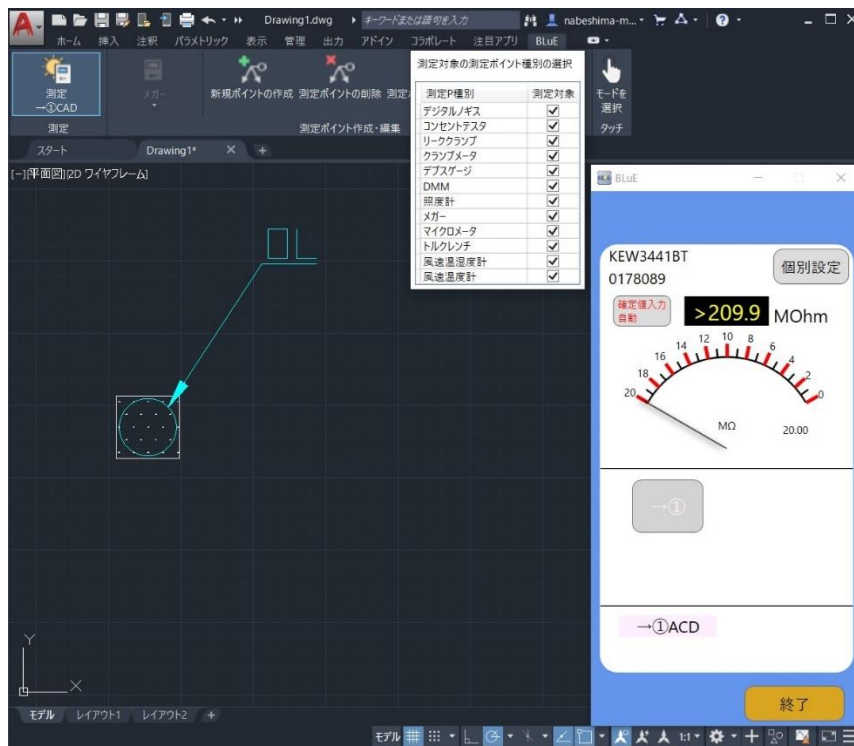 A
Drawing1.dwg
キーワードまたは語句を入力
nabeshima-m...
ホーム 挿入 注釈 パラメトリック 表示 管理 出力 アドイン コラボレート 注目アプリ BLuE
測定
→①CAD
メガー
新規ポイントの作成 測定ポイントの削除
モードを
選択
測定
測定ポイント作成・編集
タッチ
測定対象の測定ポイント種別の選択
測定P種別 測定対象
デジタルノギス
コンセントテスタ
リーククランプ
クランプメータ
デプスゲージ
DMM
照度計
メガー
マイクロメータ
トルクレンチ
風速温湿度計
風速温度計
スタート Drawing1* × +
[−][平面図][2D ワイヤフレーム]
OL
BLuE
KEW3441BT
0178089
個別設定
確定値入力
自動
>209.9 MOhm
20 18 16 14 12 10 8 6 4 2 0
MΩ
20.00
→①
→①ACD
終了
Y
X
モデル レイアウト1 レイアウト2 +
モデル
1:1